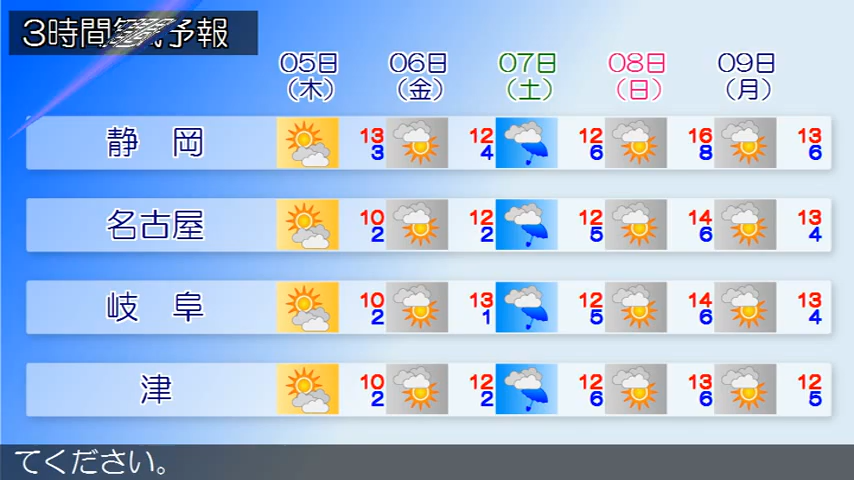 3時間天気予報
05日 06日 07日 08日 09日
(木) (金) (土) (日) (月)
静 岡 13 3 12 4 12 6 16 8 13 6
名古屋 10 2 12 2 12 5 14 6 13 4
岐 阜 10 2 13 1 12 5 14 6 13 4
津 10 2 12 2 12 6 13 6 12 5
てください。